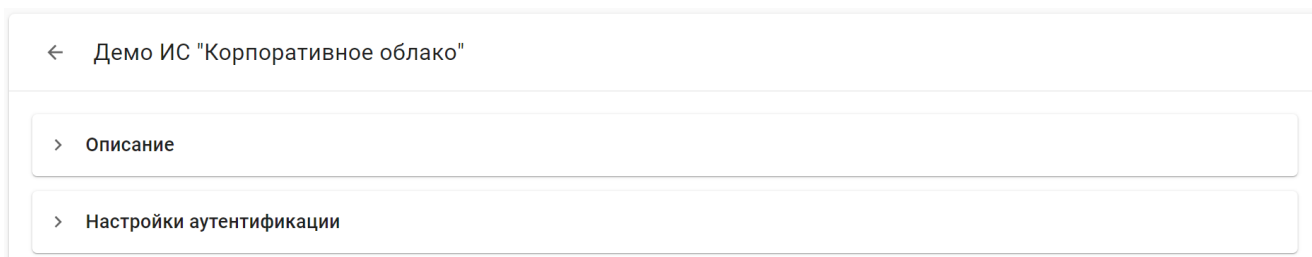 Демо ИС "Корпоративное облако"
Описание
Настройки аутентификации